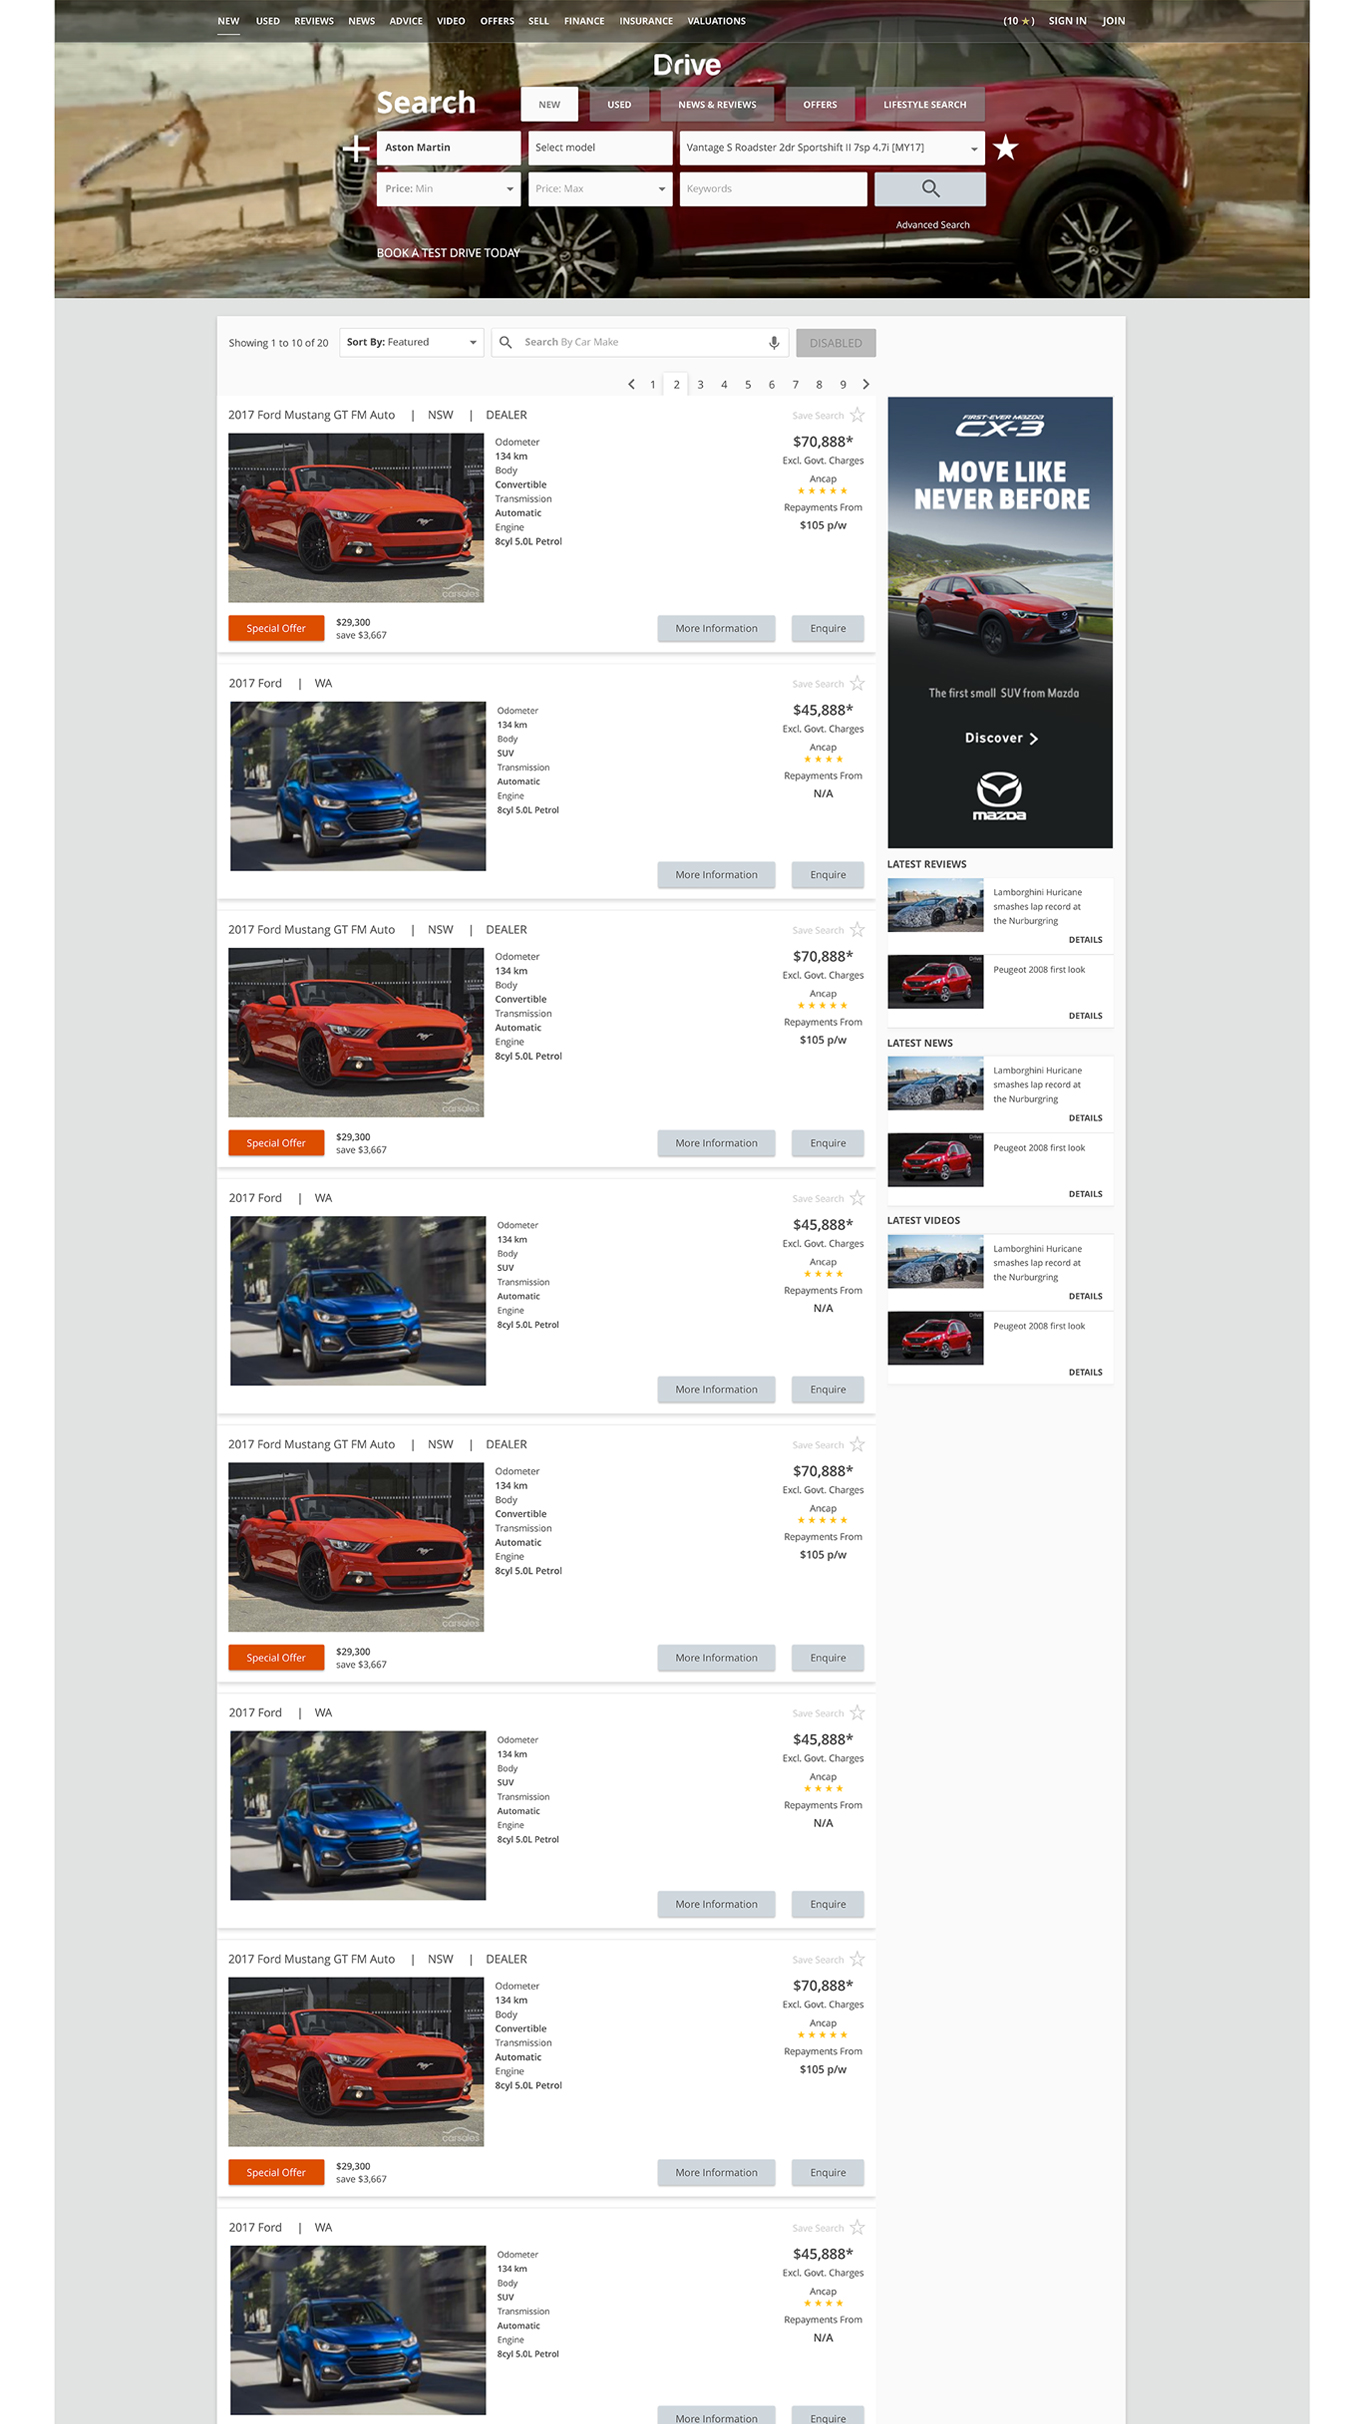 NEW USED REVIEWS NEWS ADVICE VIDEO OFFERS SELL FINANCE INSURANCE VALUATIONS (10 ★) SIGN IN JOIN
Drive
Search NEW USED NEWS & REVIEWS OFFERS LIFESTYLE SEARCH
Aston Martin Select model Vantage S Roadster 2dr Sportshift II 7sp 4.7i [MY17]
Price: Min Price: Max Keywords
Advanced Search
BOOK A TEST DRIVE TODAY
Showing 1 to 10 of 20 Sort By: Featured Search By Car Make DISABLED
1 2 3 4 5 6 7 8 9
2017 Ford Mustang GT FM Auto | NSW | DEALER Save Search
Odometer
134 km
Body
Convertible
Transmission
Automatic
Engine
8cyl 5.0L Petrol
$70,888*
Excl. Govt. Charges
Ancap
Repayments From
$105 p/w
carsales
Special Offer $29,300
save $3,667
More Information Enquire
2017 Ford | WA Save Search
Odometer
134 km
Body
SUV
Transmission
Automatic
Engine
8cyl 5.0L Petrol
$45,888*
Excl. Govt. Charges
Ancap
Repayments From
N/A
More Information Enquire
2017 Ford Mustang GT FM Auto | NSW | DEALER Save Search
Odometer
134 km
Body
Convertible
Transmission
Automatic
Engine
8cyl 5.0L Petrol
$70,888*
Excl. Govt. Charges
Ancap
Repayments From
$105 p/w
carsales
Special Offer $29,300
save $3,667
More Information Enquire
2017 Ford | WA Save Search
Odometer
134 km
Body
SUV
Transmission
Automatic
Engine
8cyl 5.0L Petrol
$45,888*
Excl. Govt. Charges
Ancap
Repayments From
N/A
More Information Enquire
2017 Ford Mustang GT FM Auto | NSW | DEALER Save Search
Odometer
134 km
Body
Convertible
Transmission
Automatic
Engine
8cyl 5.0L Petrol
$70,888*
Excl. Govt. Charges
Ancap
Repayments From
$105 p/w
carsales
Special Offer $29,300
save $3,667
More Information Enquire
2017 Ford | WA Save Search
Odometer
134 km
Body
SUV
Transmission
Automatic
Engine
8cyl 5.0L Petrol
$45,888*
Excl. Govt. Charges
Ancap
Repayments From
N/A
More Information Enquire
2017 Ford Mustang GT FM Auto | NSW | DEALER Save Search
Odometer
134 km
Body
Convertible
Transmission
Automatic
Engine
8cyl 5.0L Petrol
$70,888*
Excl. Govt. Charges
Ancap
Repayments From
$105 p/w
carsales
Special Offer $29,300
save $3,667
More Information Enquire
2017 Ford | WA Save Search
Odometer
134 km
Body
SUV
Transmission
Automatic
Engine
8cyl 5.0L Petrol
$45,888*
Excl. Govt. Charges
Ancap
Repayments From
N/A
More Information Enquire
FIRST-EVER MAZDA
CX-3
MOVE LIKE
NEVER BEFORE
The first small SUV from Mazda
Discover
mazda
LATEST REVIEWS
Lamborghini Huricane
smashes lap record at
the Nurburgring
DETAILS
Drive
Peugeot 2008 first look
DETAILS
LATEST NEWS
Lamborghini Huricane
smashes lap record at
the Nurburgring
DETAILS
Drive
Peugeot 2008 first look
DETAILS
LATEST VIDEOS
Lamborghini Huricane
smashes lap record at
the Nurburgring
DETAILS
Drive
Peugeot 2008 first look
DETAILS